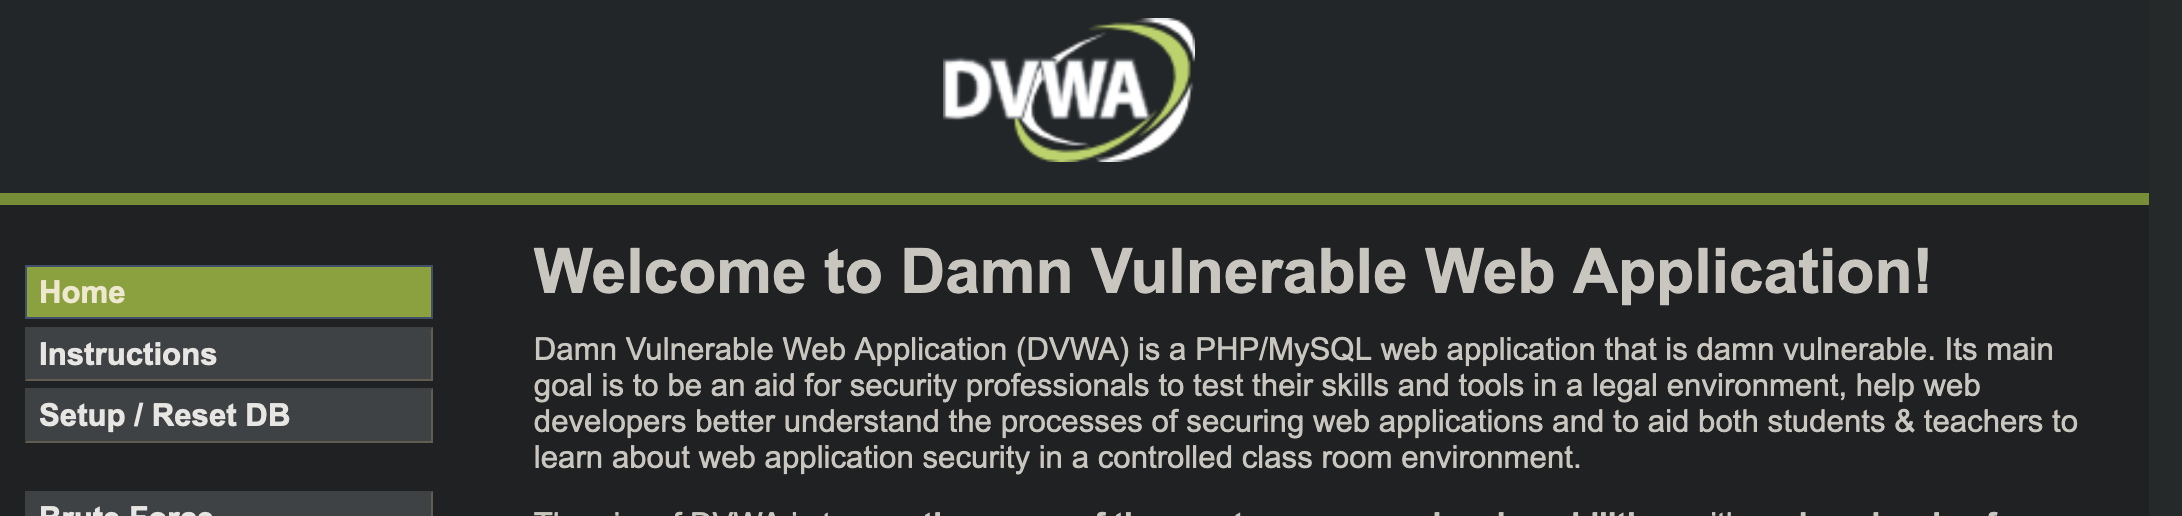 DVWA
Home
Instructions
Setup / Reset DB
Brute Force
Welcome to Damn Vulnerable Web Application!
Damn Vulnerable Web Application (DVWA) is a PHP/MySQL web application that is damn vulnerable. Its main
goal is to be an aid for security professionals to test their skills and tools in a legal environment, help web
developers better understand the processes of securing web applications and to aid both students & teachers to
learn about web application security in a controlled class room environment.